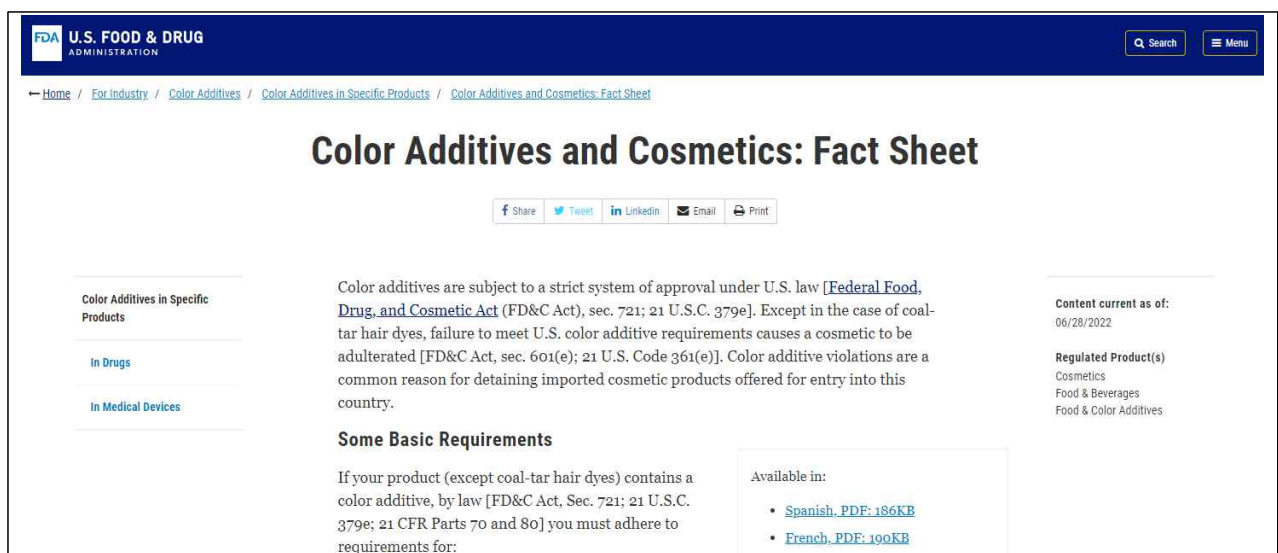 FDA U.S. FOOD & DRUG
ADMINISTRATION
Search
Menu
Home / For Industry / Color Additives / Color Additives in Specific Products / Color Additives and Cosmetics: Fact Sheet
Color Additives and Cosmetics: Fact Sheet
Share Tweet Linkedin Email Print
Color Additives in Specific
Products
In Drugs
In Medical Devices
Color additives are subject to a strict system of approval under U.S. law [Federal Food,
Drug, and Cosmetic Act (FD&C Act), sec. 721; 21 U.S.C. 379e]. Except in the case of coal-
tar hair dyes, failure to meet U.S. color additive requirements causes a cosmetic to be
adulterated [FD&C Act, sec. 601(e); 21 U.S. Code 361(e)]. Color additive violations are a
common reason for detaining imported cosmetic products offered for entry into this
country.
Some Basic Requirements
If your product (except coal-tar hair dyes) contains a
color additive, by law [FD&C Act, Sec. 721; 21 U.S.C.
379e; 21 CFR Parts 70 and 80] you must adhere to
requirements for:
Available in:
• Spanish, PDF: 186KB
• French, PDF: 190KB
Content current as of:
06/28/2022
Regulated Product(s)
Cosmetics
Food & Beverages
Food & Color Additives